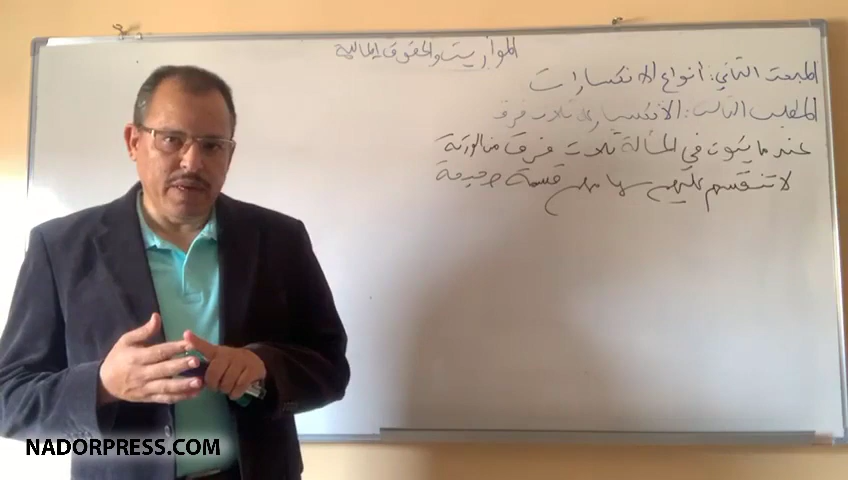 المواريث والحقوق المالية
المبحث الثاني: أنواع الانكسارات
المطلب الثالث: الانكسار على ثلاث فرق
عندما يكون في المسألة ثلاث فرق من الورثة
لا تنقسم عليهم سهامهم قسمة صحيحة
NADORPRESS.COM